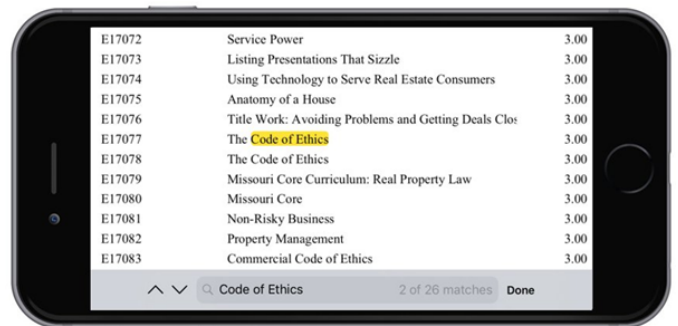 E17072 Service Power 3.00
E17073 Listing Presentations That Sizzle 3.00
E17074 Using Technology to Serve Real Estate Consumers 3.00
E17075 Anatomy of a House 3.00
E17076 Title Work: Avoiding Problems and Getting Deals Clos 3.00
E17077 The Code of Ethics 3.00
E17078 The Code of Ethics 3.00
E17079 Missouri Core Curriculum: Real Property Law 3.00
E17080 Missouri Core 3.00
E17081 Non-Risky Business 3.00
E17082 Property Management 3.00
E17083 Commercial Code of Ethics 3.00
Code of Ethics 2 of 26 matches Done